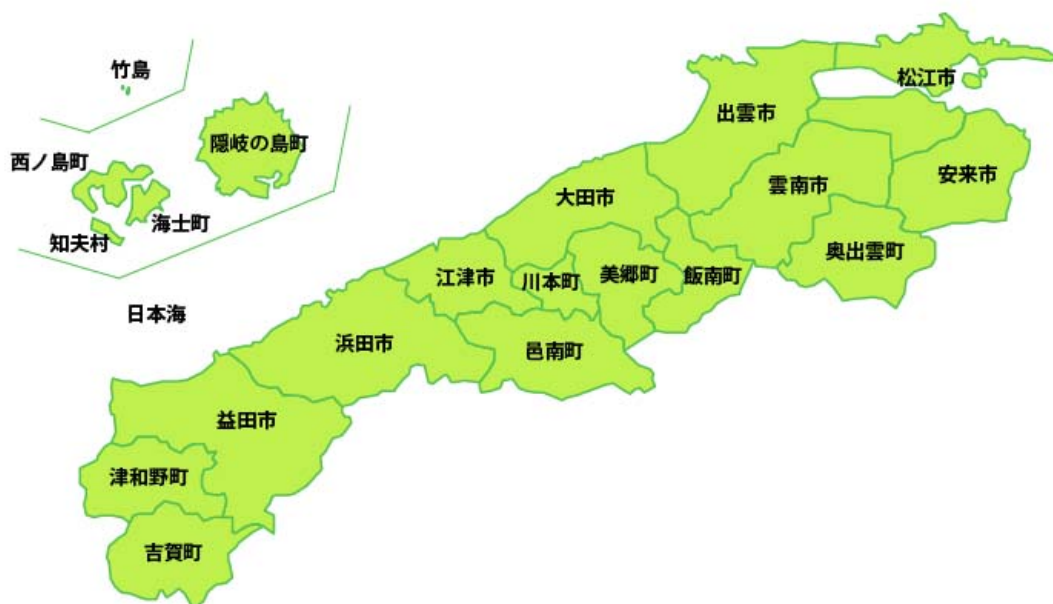 竹島
松江市
出雲市
隠岐の島町
西ノ島町
安来市
雲南市
大田市
海士町
知夫村
奥出雲町
江津市
川本町
美郷町
飯南町
日本海
浜田市
邑南町
益田市
津和野町
吉賀町